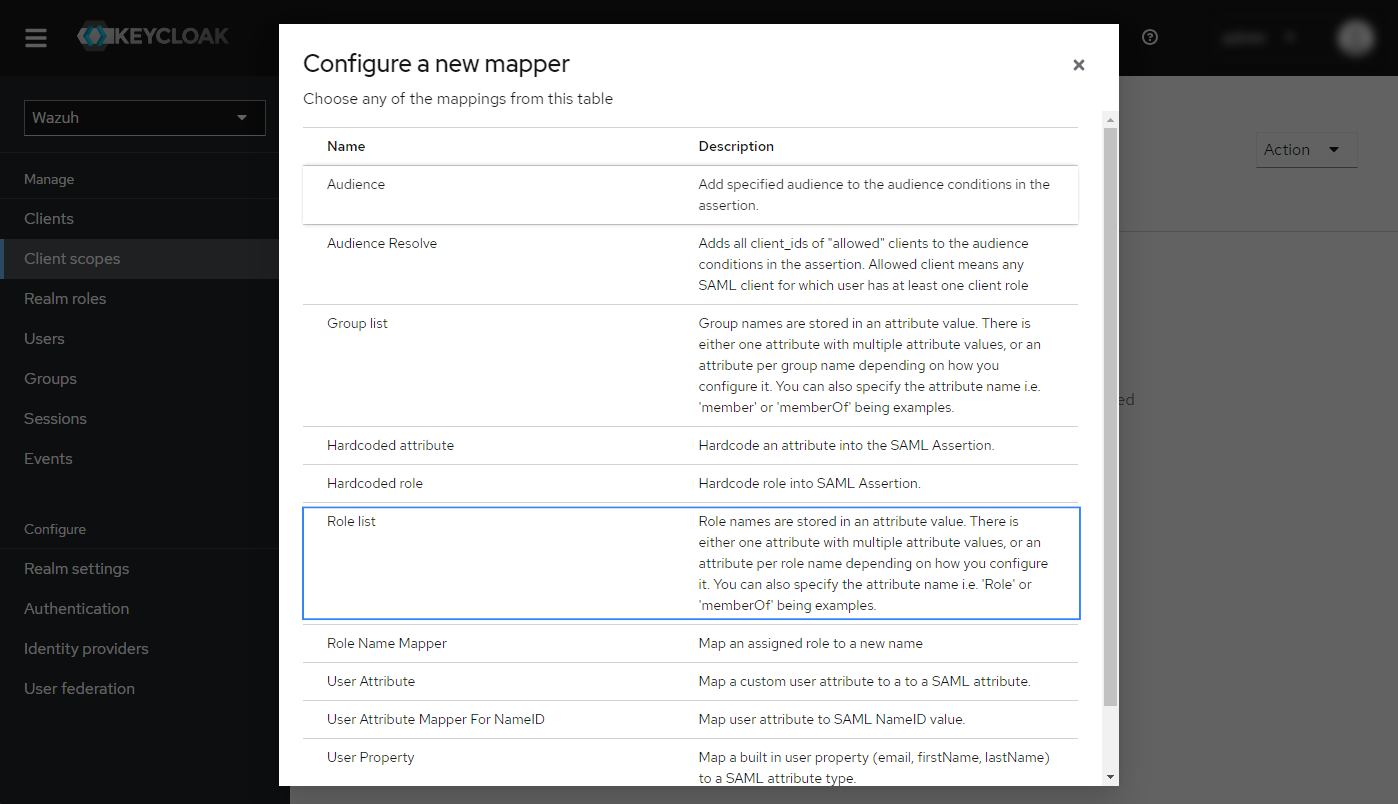 KEYCLOAK
Wazuh
Manage
Clients
Client scopes
Realm roles
Users
Groups
Sessions
Events
Configure
Realm settings
Authentication
Identity providers
User federation
Configure a new mapper
Choose any of the mappings from this table
Name Description
Audience Add specified audience to the audience conditions in the
assertion.
Audience Resolve Adds all client_ids of "allowed" clients to the audience
conditions in the assertion. Allowed client means any
SAML client for which user has at least one client role
Group list Group names are stored in an attribute value. There is
either one attribute with multiple attribute values, or an
attribute per group name depending on how you
configure it. You can also specify the attribute name i.e.
'member' or 'memberOf' being examples.
Hardcoded attribute Hardcode an attribute into the SAML Assertion.
Hardcoded role Hardcode role into SAML Assertion.
Role list Role names are stored in an attribute value. There is
either one attribute with multiple attribute values, or an
attribute per role name depending on how you configure
it. You can also specify the attribute name i.e. 'Role' or
'memberOf' being examples.
Role Name Mapper Map an assigned role to a new name
User Attribute Map a custom user attribute to a to a SAML attribute.
User Attribute Mapper For NameID Map user attribute to SAML NameID value.
User Property Map a built in user property (email, firstName, lastName)
to a SAML attribute type.
Action
ed